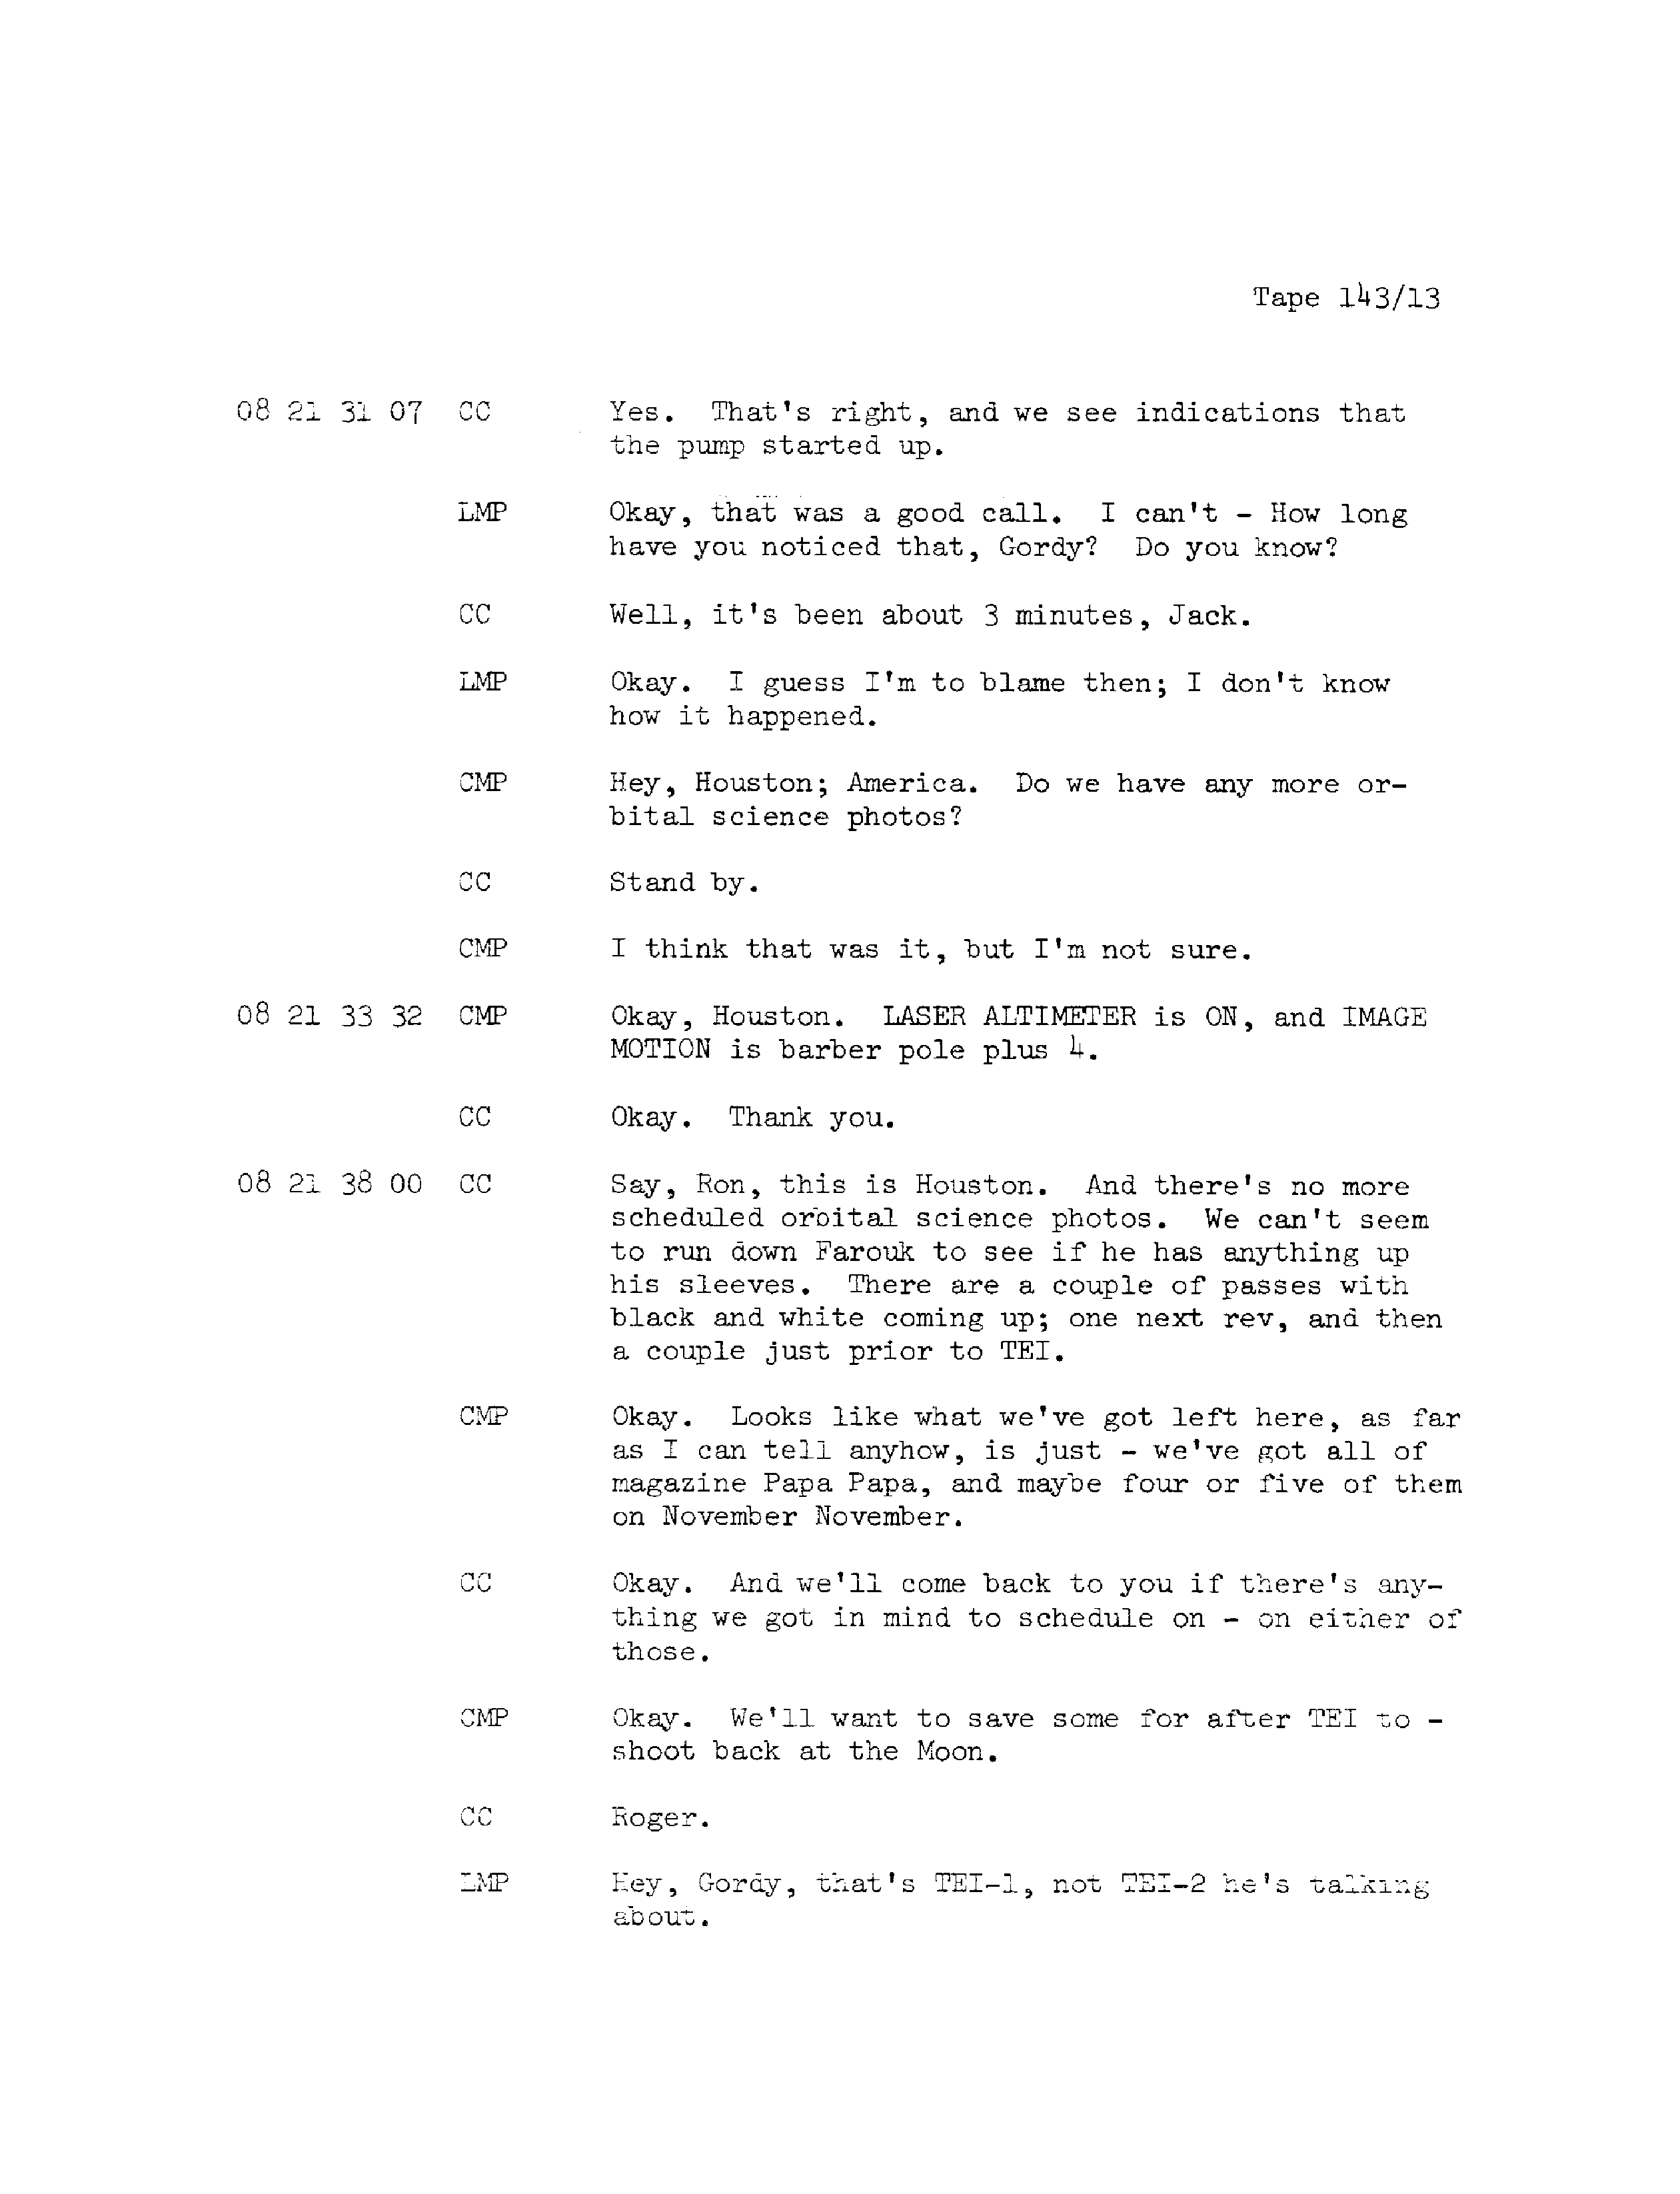 Tape 143/13
08 21 31 07 CC Yes. That's right, and we see indications that
the pump started up.
LMP Okay, that was a good call. I can't - How long
have you noticed that, Gordy? Do you know?
CC Well, it's been about 3 minutes, Jack.
LMP Okay. I guess I'm to blame then; I don't know
how it happened.
CMP Hey, Houston; America. Do we have any more or-
bital science photos?
CC Stand by.
CMP I think that was it, but I'm not sure.
08 21 33 32 CMP Okay, Houston. LASER ALTIMETER is ON, and IMAGE
MOTION is barber pole plus 4.
CC Okay. Thank you.
08 21 38 00 CC Say, Ron, this is Houston. And there's no more
scheduled orbital science photos. We can't seem
to run down Farouk to see if he has anything up
his sleeves. There are a couple of passes with
black and white coming up; one next rev, and then
a couple just prior to TEI.
CMP Okay. Looks like what we've got left here, as far
as I can tell anyhow, is just - we've got all of
magazine Papa Papa, and maybe four or five of them
on November November.
CC Okay. And we'll come back to you if there's any-
thing we got in mind to schedule on - on either of
those.
CMP Okay. We'll want to save some for after TEI to -
shoot back at the Moon.
CC Roger.
LMP Hey, Gordy, that's TEI-1, not TEI-2 he's talking
about.